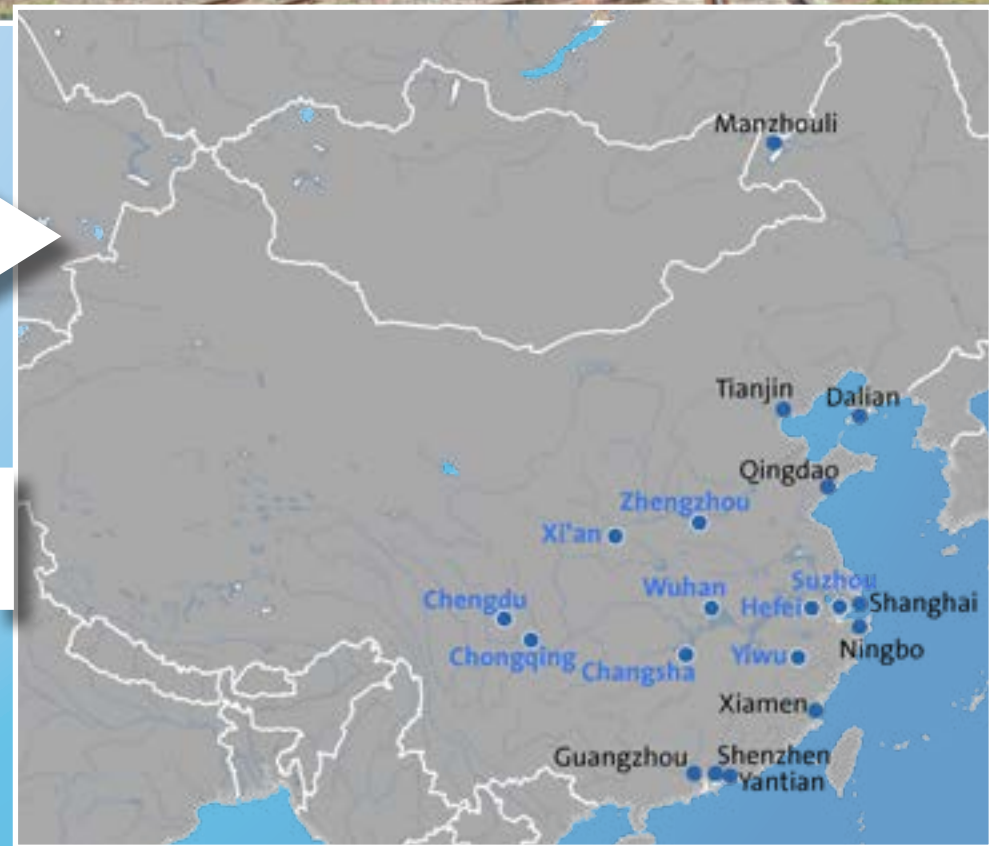 Manzhouli
Tianjin
Dalian
Qingdao
Zhengzhou
Xi'an
Suzhou
Wuhan
Hefei
Shanghai
Chengdu
Chongqing
Changsha
Yiwu
Ningbo
Xiamen
Guangzhou
Shenzhen
Yantian